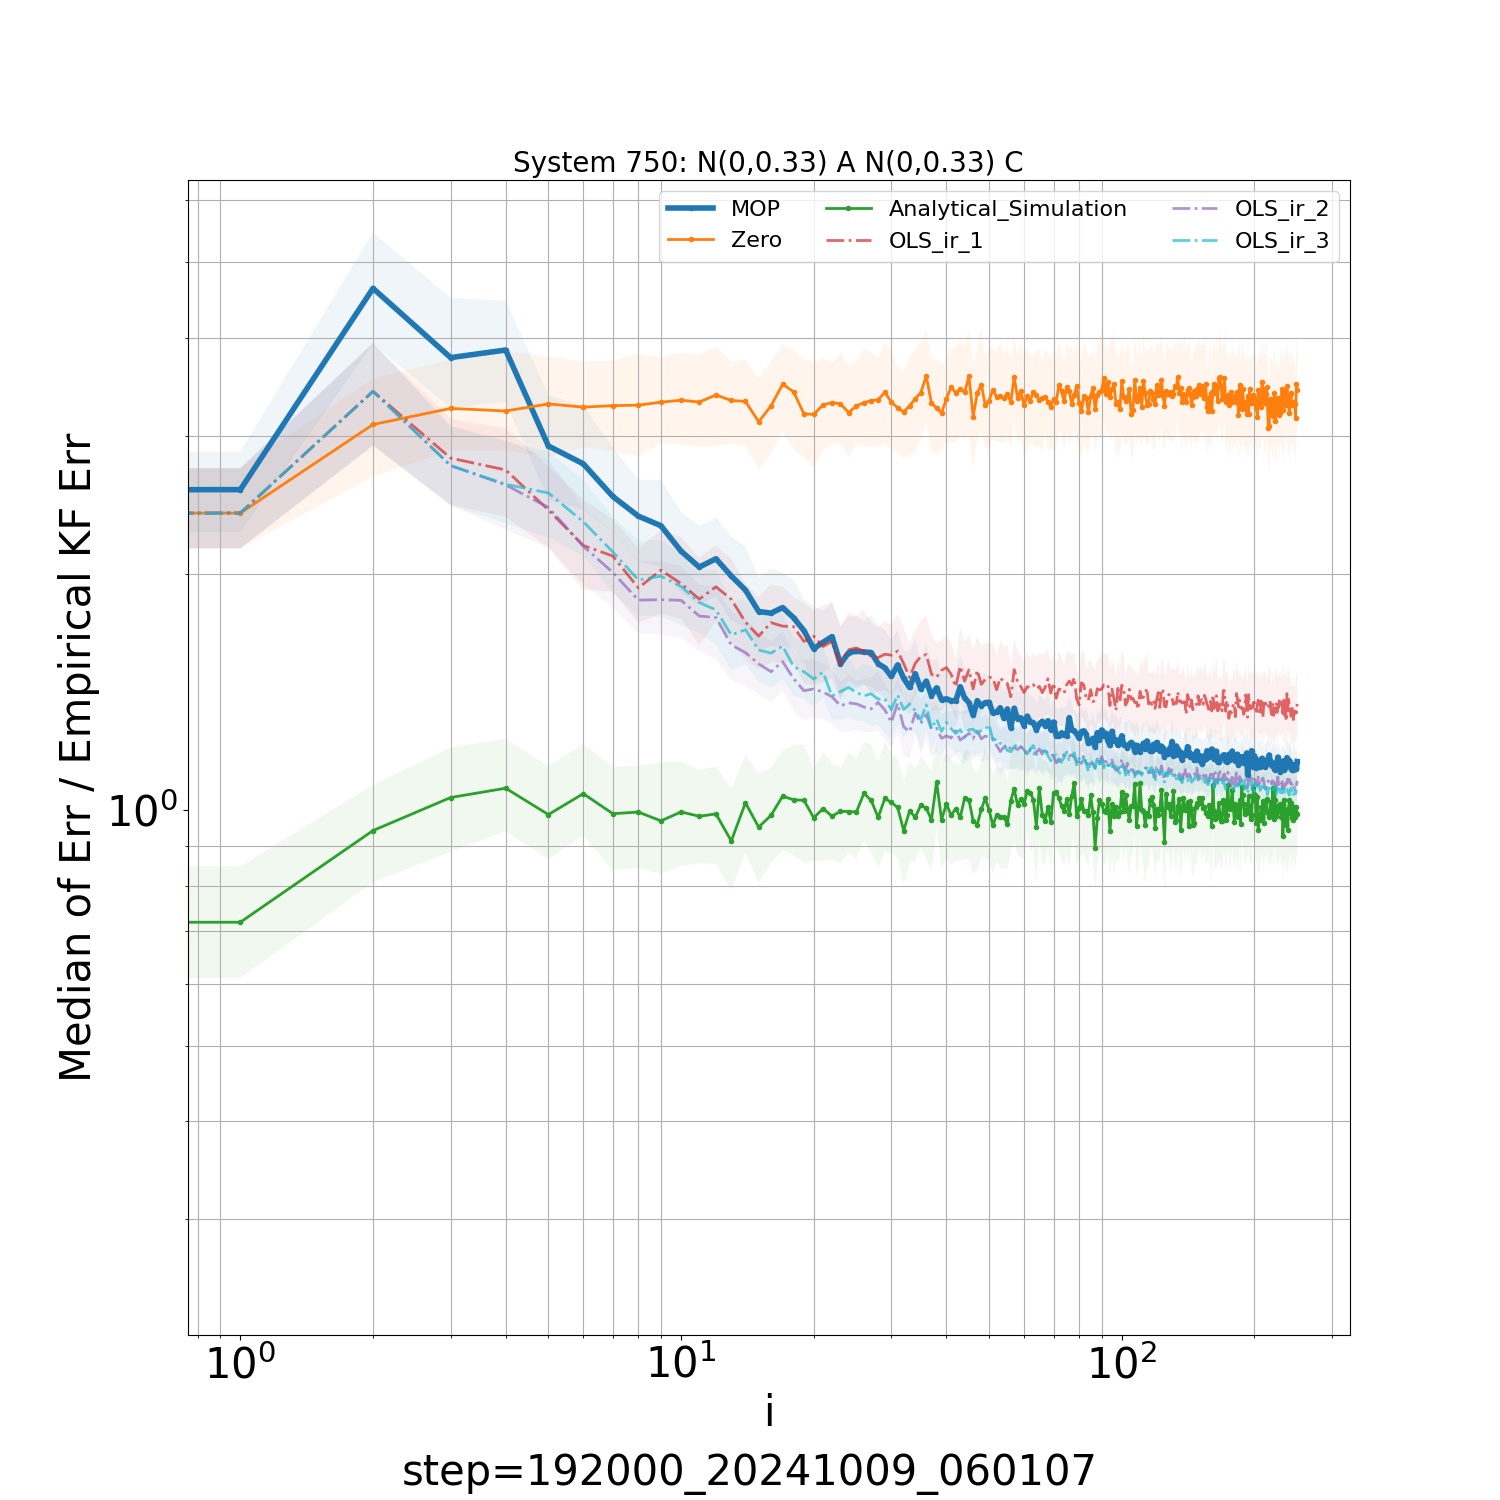 System 750: N(0,0.33) A N(0,0.33) C
MOP
Zero
Analytical_Simulation
OLS_ir_1
OLS_ir_2
OLS_ir_3
Median of Err / Empirical KF Err
10⁰
10⁰ 10¹ 10²
i
step=192000_20241009_060107